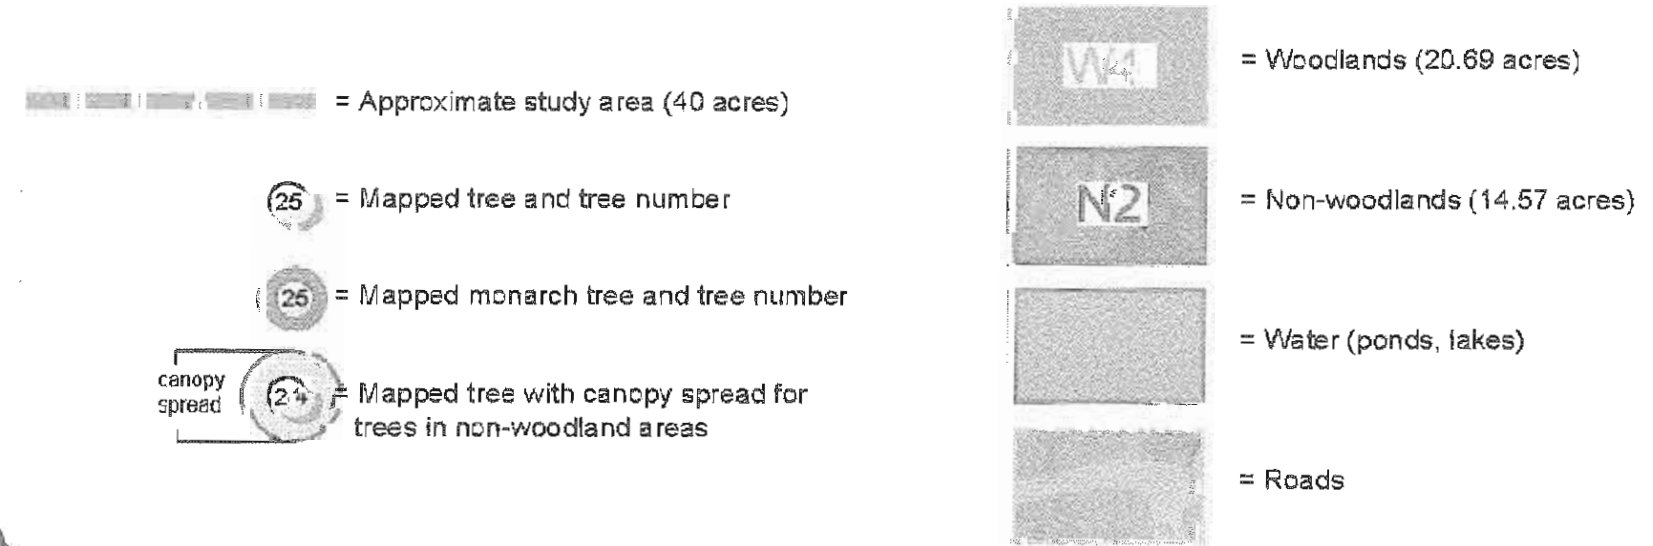 = Approximate study area (40 acres)
25 = Mapped tree and tree number
25 = Mapped monarch tree and tree number
canopy
spread
24 = Mapped tree with canopy spread for
trees in non-woodland areas
W4 = Woodlands (20.69 acres)
N2 = Non-woodlands (14.57 acres)
= Water (ponds, lakes)
= Roads